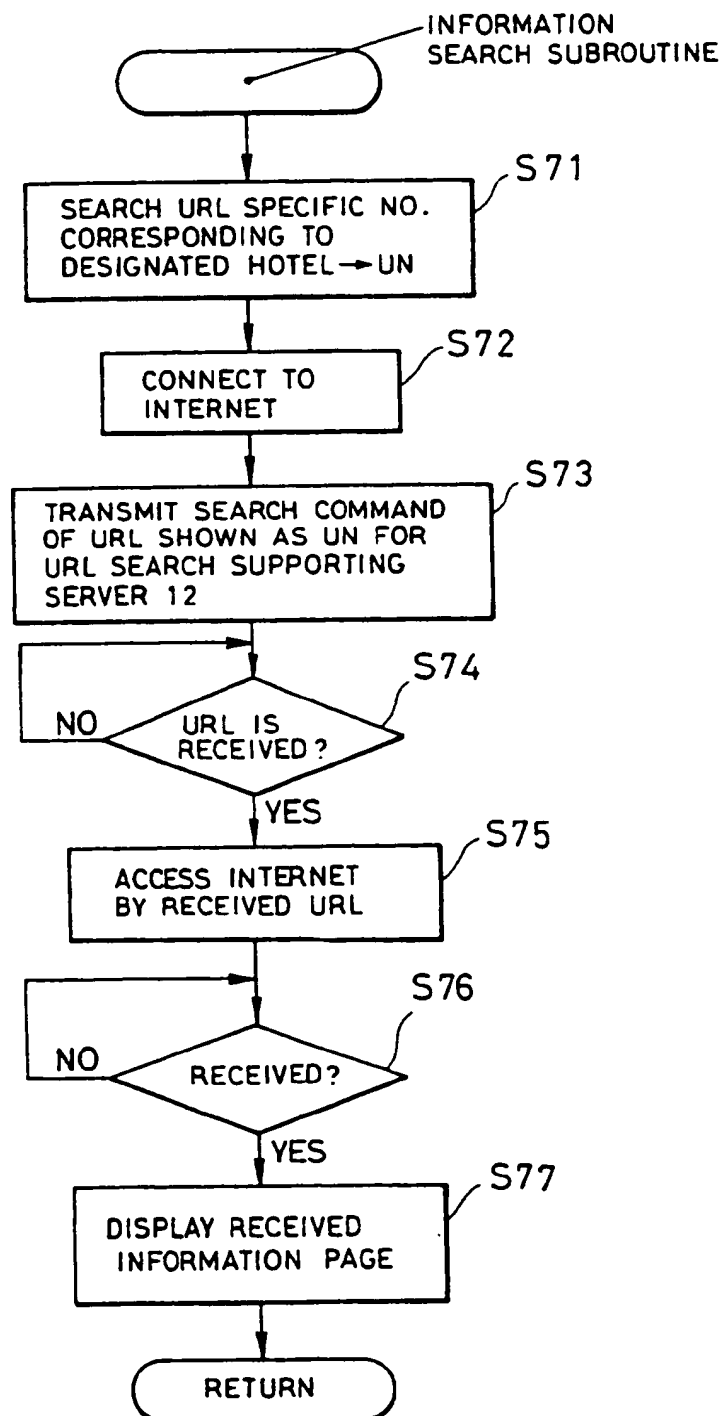 INFORMATION
SEARCH SUBROUTINE
S71
SEARCH URL SPECIFIC NO.
CORRESPONDING TO
DESIGNATED HOTEL→UN
S72
CONNECT TO
INTERNET
S73
TRANSMIT SEARCH COMMAND
OF URL SHOWN AS UN FOR
URL SEARCH SUPPORTING
SERVER 12
S74
NO
URL IS
RECEIVED?
YES
S75
ACCESS INTERNET
BY RECEIVED URL
S76
NO
RECEIVED?
YES
S77
DISPLAY RECEIVED
INFORMATION PAGE
RETURN